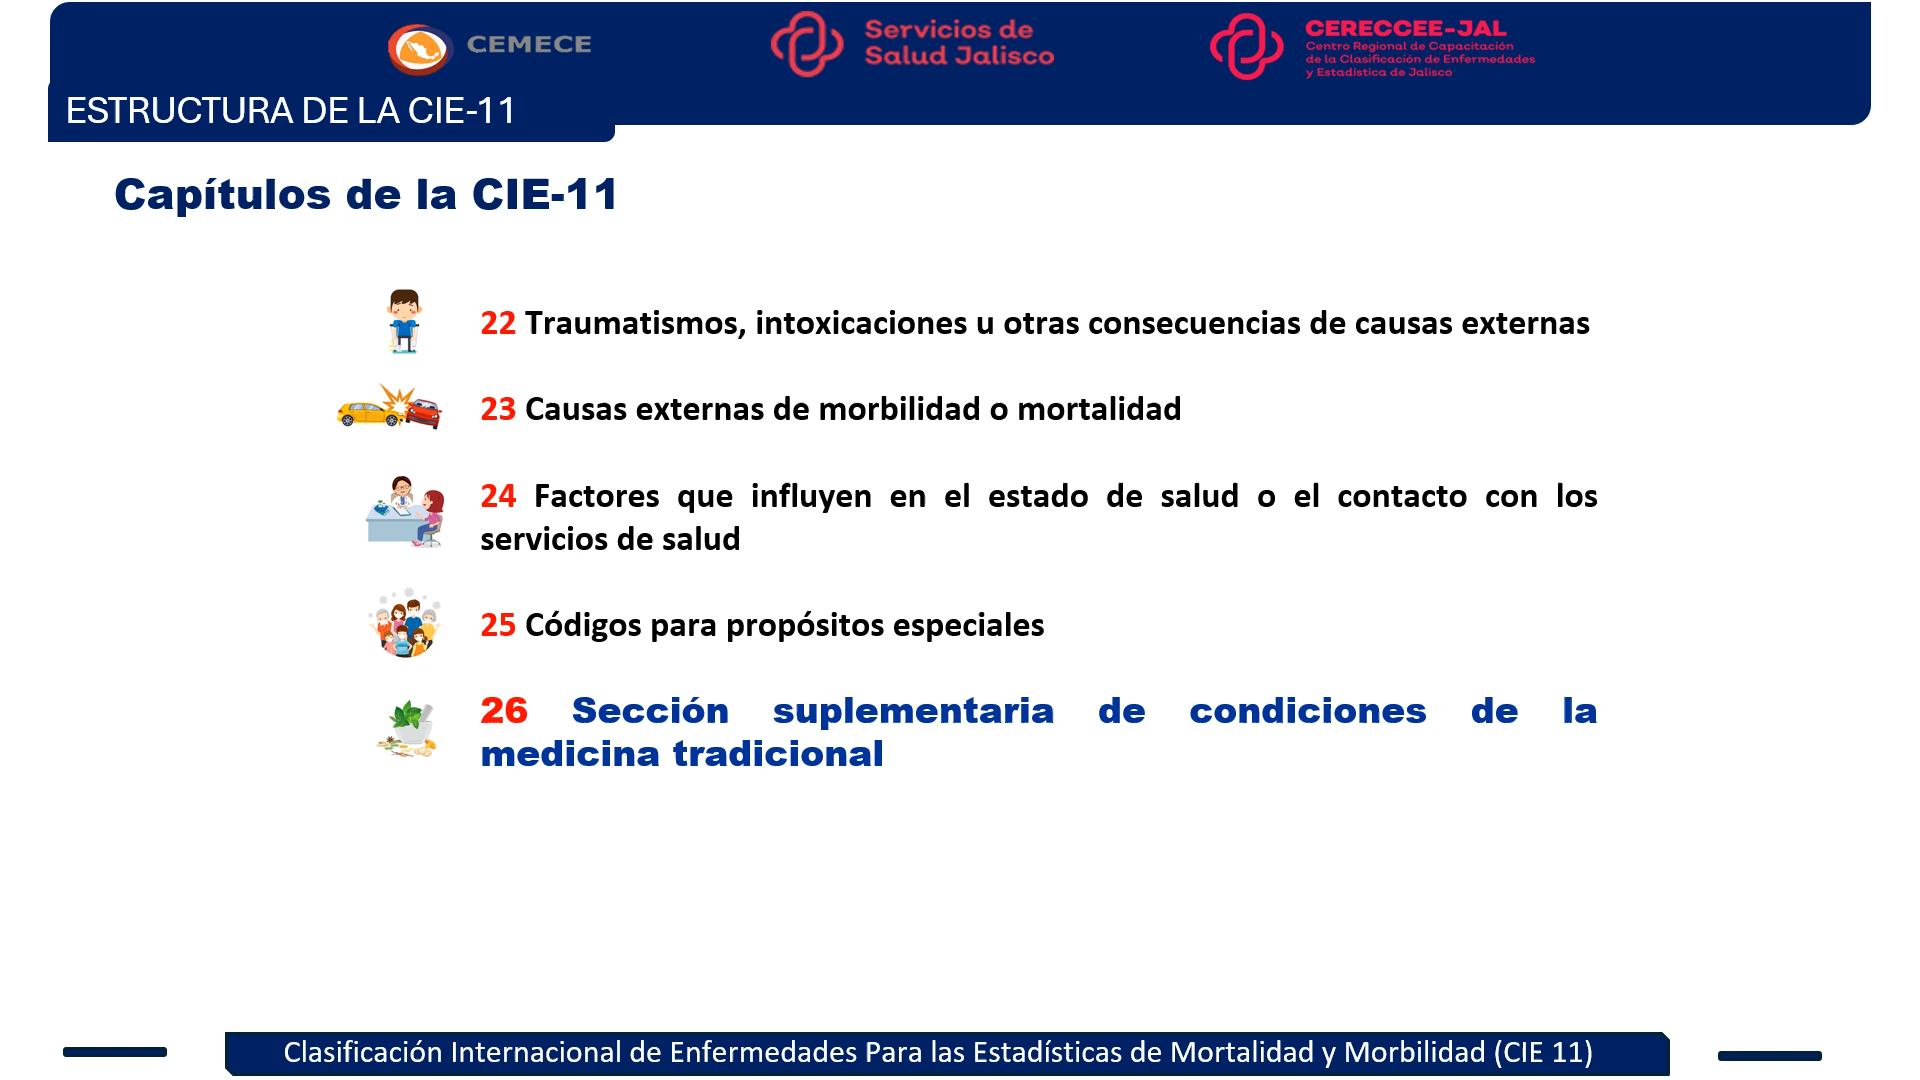 CEMECE
Servicios de
Salud Jalisco
CERECCEE-JAL
Centro Regional de Capacitación
de la Clasificación de Enfermedades
y Estadística de Jalisco
ESTRUCTURA DE LA CIE-11
Capítulos de la CIE-11
22 Traumatismos, intoxicaciones u otras consecuencias de causas externas
23 Causas externas de morbilidad o mortalidad
24 Factores que influyen en el estado de salud o el contacto con los
servicios de salud
25 Códigos para propósitos especiales
26 Sección suplementaria de condiciones de la
medicina tradicional
Clasificación Internacional de Enfermedades Para las Estadísticas de Mortalidad y Morbilidad (CIE 11)